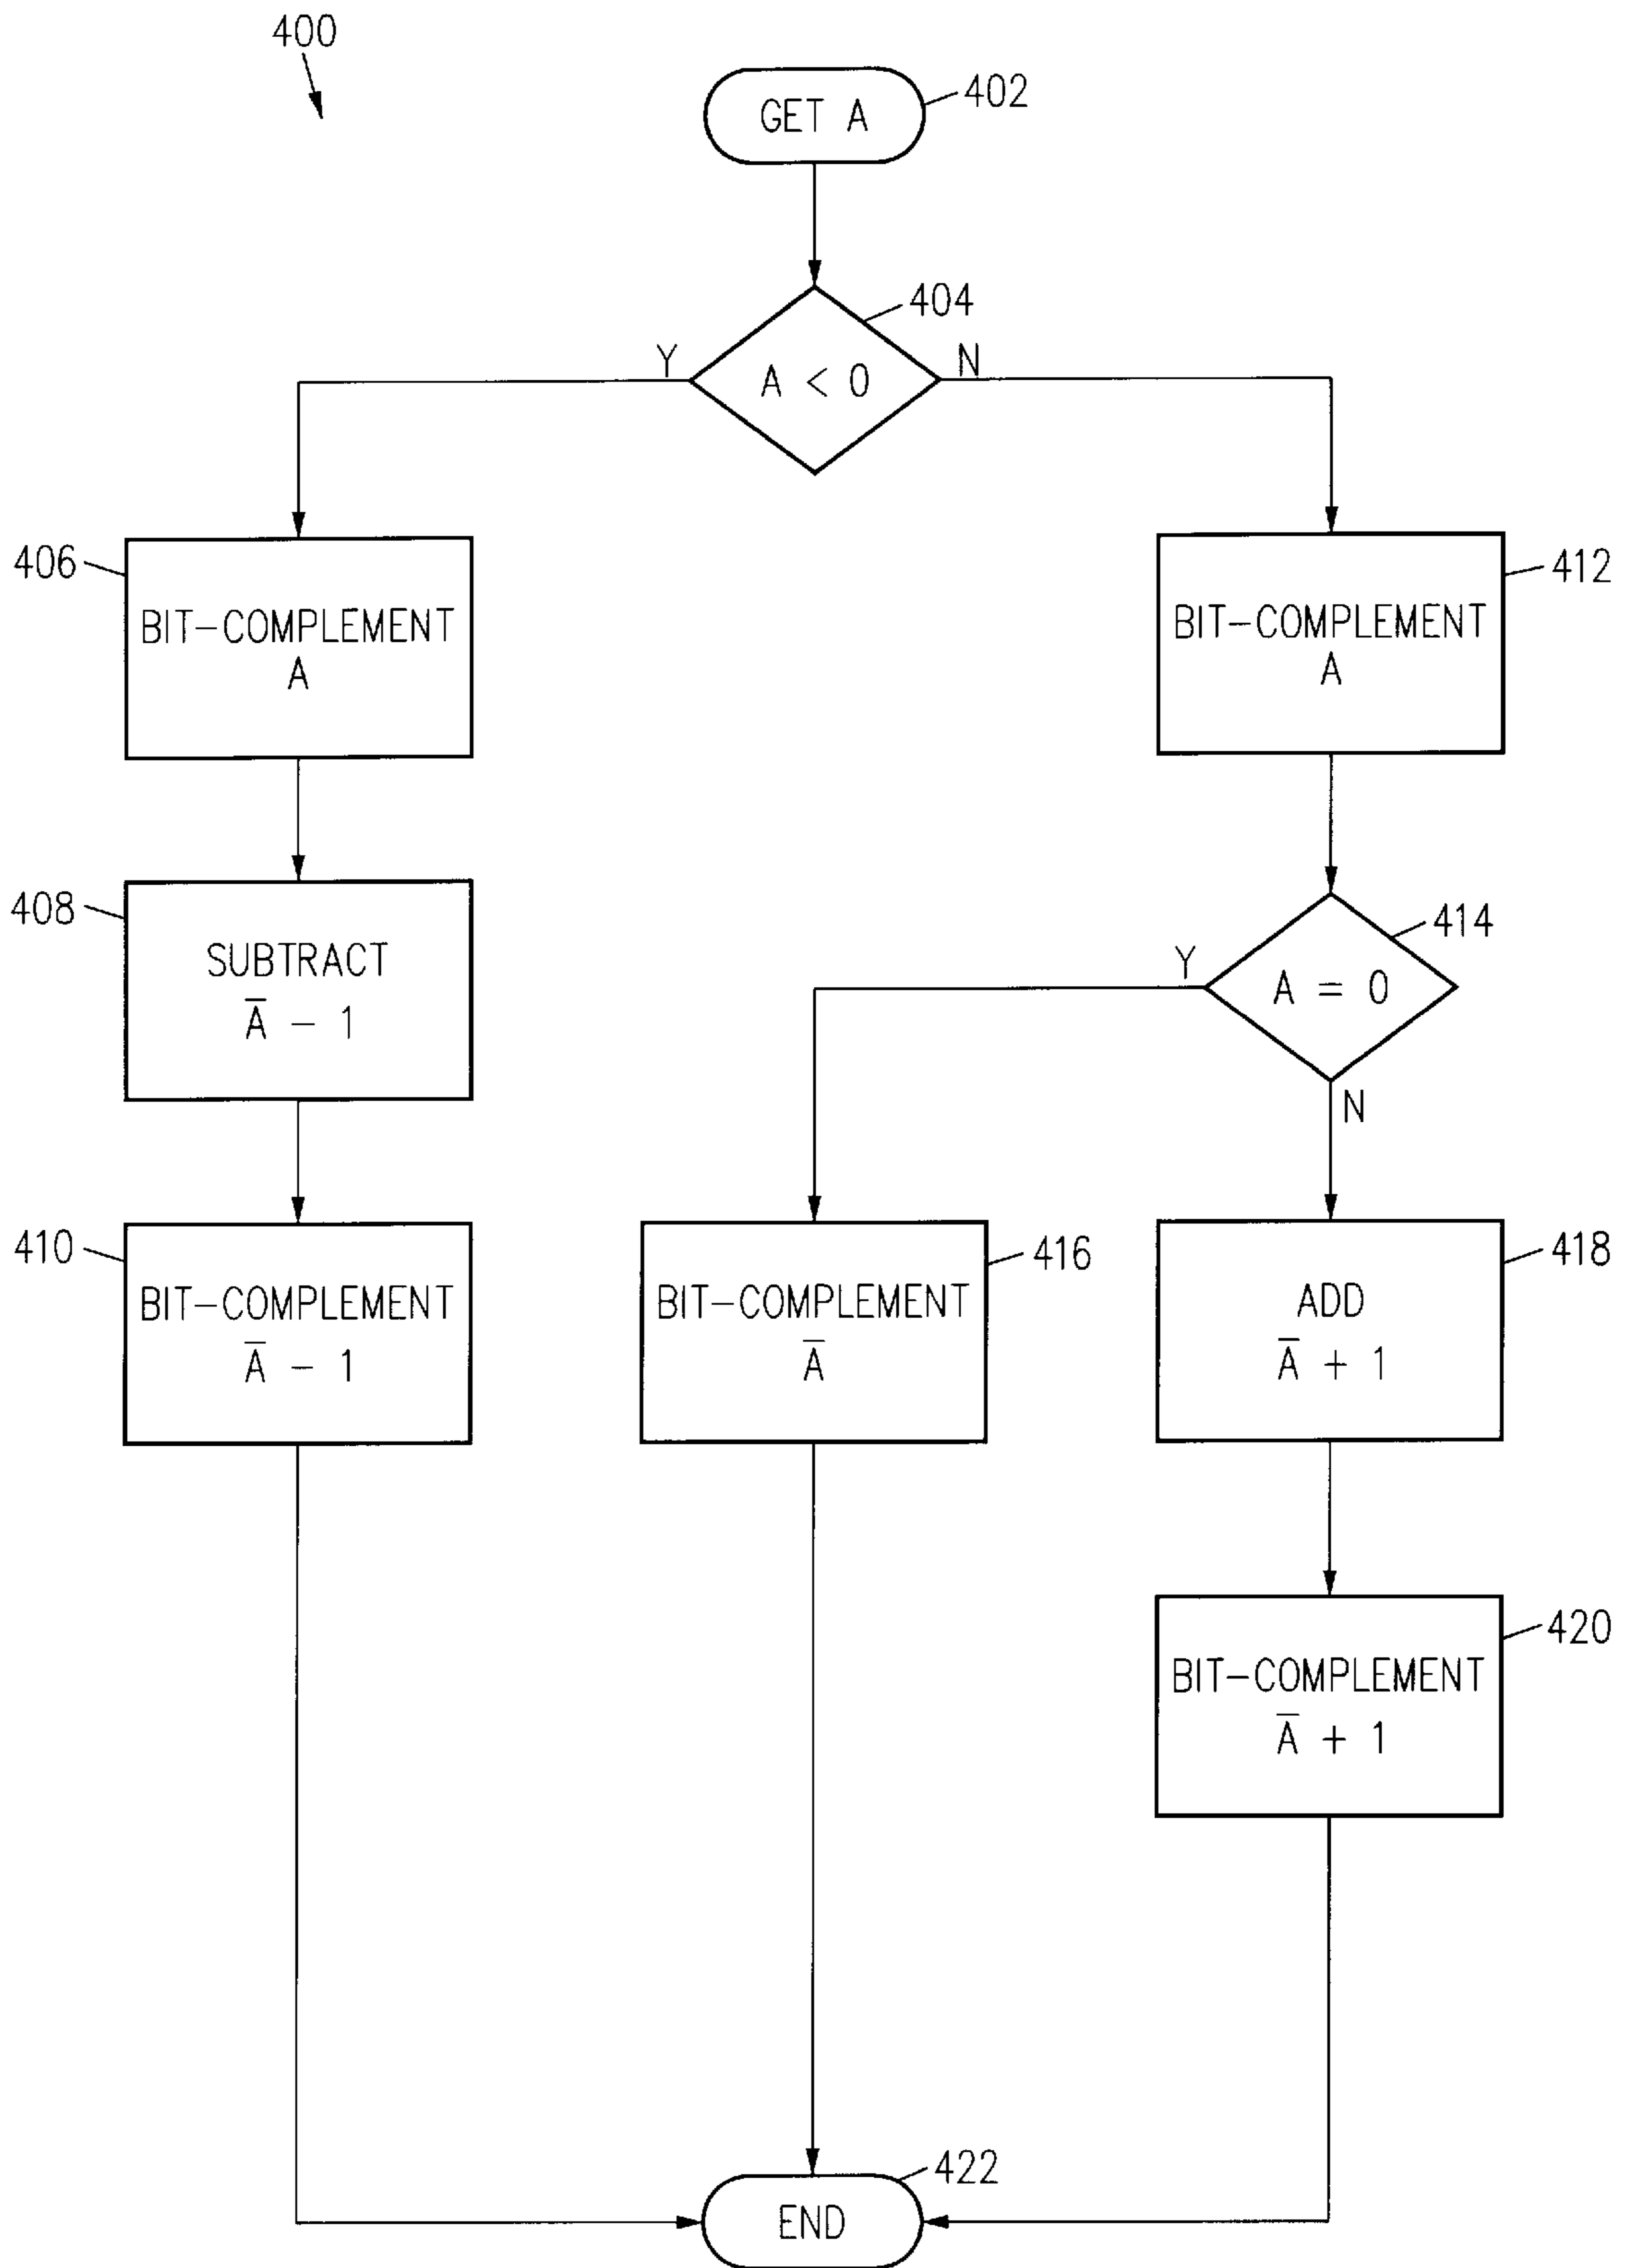 400
GET A
402
404
Y
N
A < 0
406
BIT-COMPLEMENT
A
412
BIT-COMPLEMENT
A
408
SUBTRACT
A̅ - 1
414
Y
A = 0
N
410
BIT-COMPLEMENT
A̅ - 1
416
BIT-COMPLEMENT
A̅
418
ADD
A̅ + 1
420
BIT-COMPLEMENT
A̅ + 1
422
END